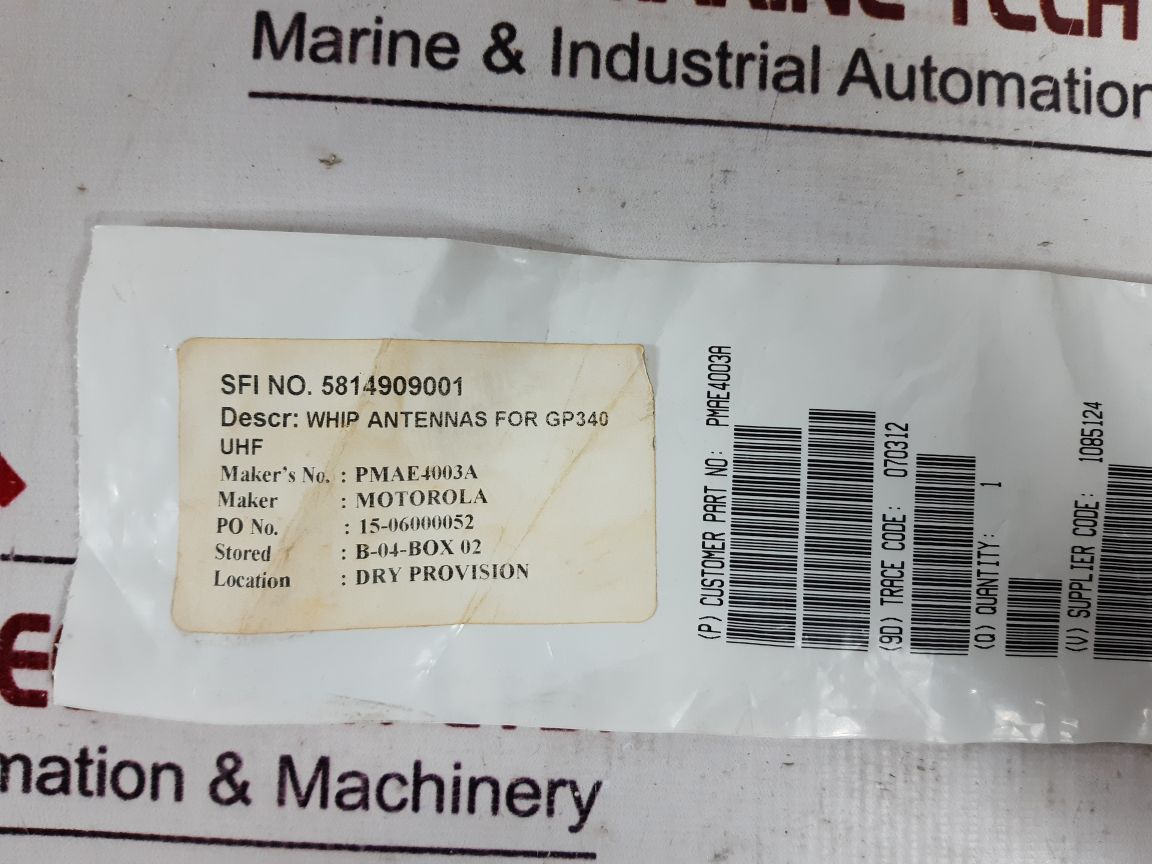 TECH
Marine & Industrial Automation
SFI NO. 5814909001
Descr: WHIP ANTENNAS FOR GP340
UHF
Maker's No. : PMAE4003A
Maker : MOTOROLA
PO No. : 15-06000052
Stored : B-04-BOX 02
Location : DRY PROVISION
(P) CUSTOMER PART NO: PMAE4003A
(9D) TRACE CODE: 070312
(Q) QUANTITY: 1
(V) SUPPLIER CODE: 1085124
mation & Machinery